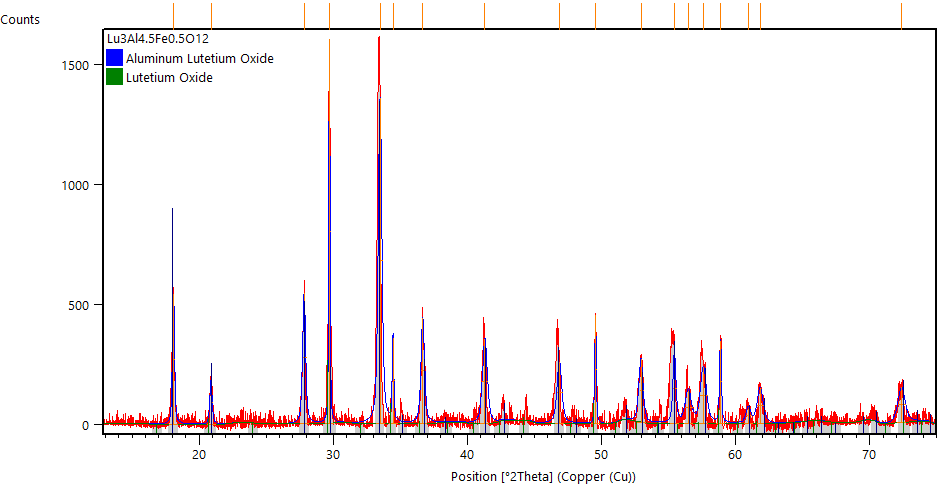 Counts
Lu3Al4.5Fe0.5O12
Aluminum Lutetium Oxide
Lutetium Oxide
1500
1000
500
0
20 30 40 50 60 70
Position [°2Theta] (Copper (Cu))